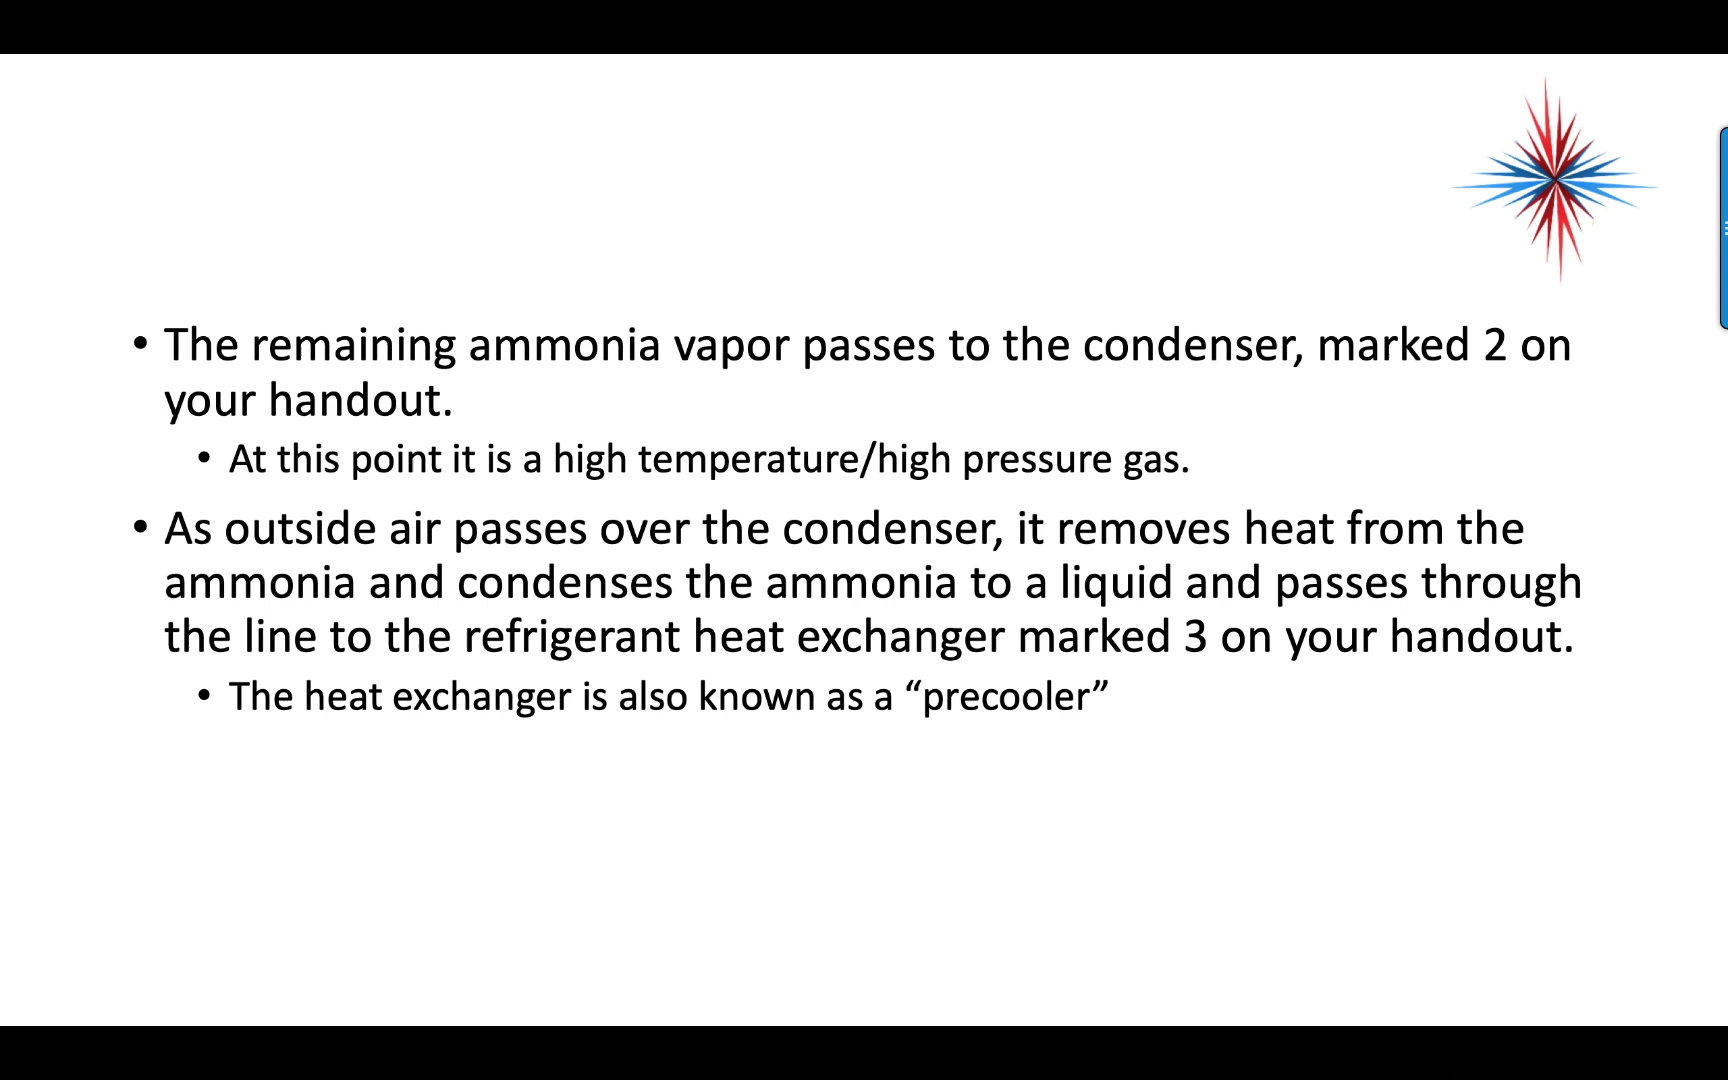 • The remaining ammonia vapor passes to the condenser, marked 2 on
your handout.
• At this point it is a high temperature/high pressure gas.
• As outside air passes over the condenser, it removes heat from the
ammonia and condenses the ammonia to a liquid and passes through
the line to the refrigerant heat exchanger marked 3 on your handout.
• The heat exchanger is also known as a “precooler”